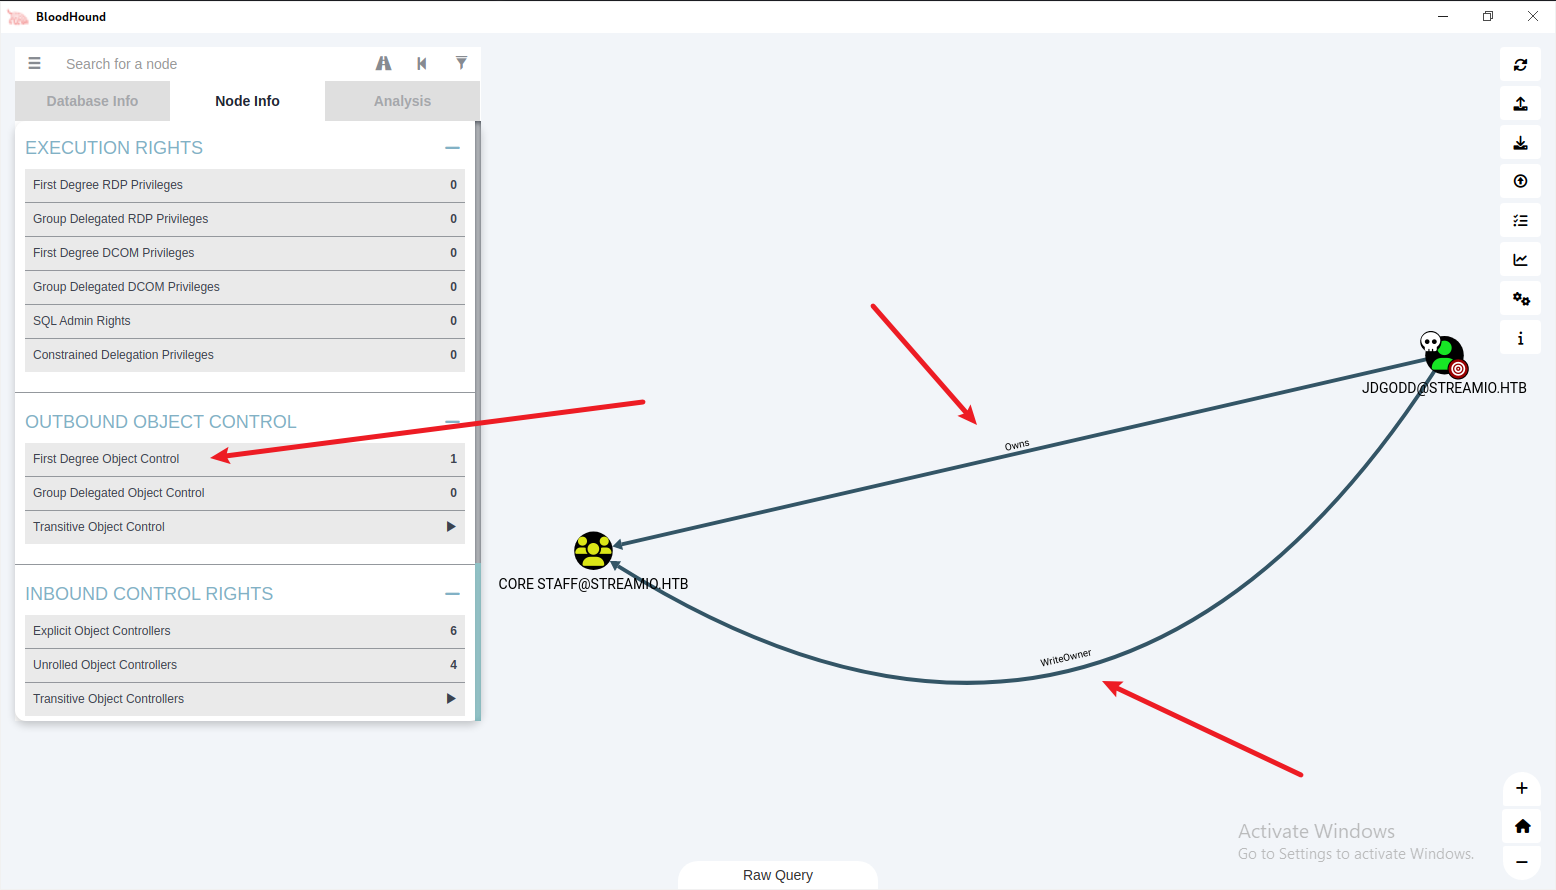 BloodHound
Search for a node
Database Info
Node Info
Analysis
EXECUTION RIGHTS
First Degree RDP Privileges 0
Group Delegated RDP Privileges 0
First Degree DCOM Privileges 0
Group Delegated DCOM Privileges 0
SQL Admin Rights 0
Constrained Delegation Privileges 0
OUTBOUND OBJECT CONTROL
First Degree Object Control 1
Group Delegated Object Control 0
Transitive Object Control
INBOUND CONTROL RIGHTS
Explicit Object Controllers 6
Unrolled Object Controllers 4
Transitive Object Controllers
JDGODD@STREAMIO.HTB
Owns
CORE STAFF@STREAMIO.HTB
WriteOwner
Activate Windows
Go to Settings to activate Windows.
Raw Query